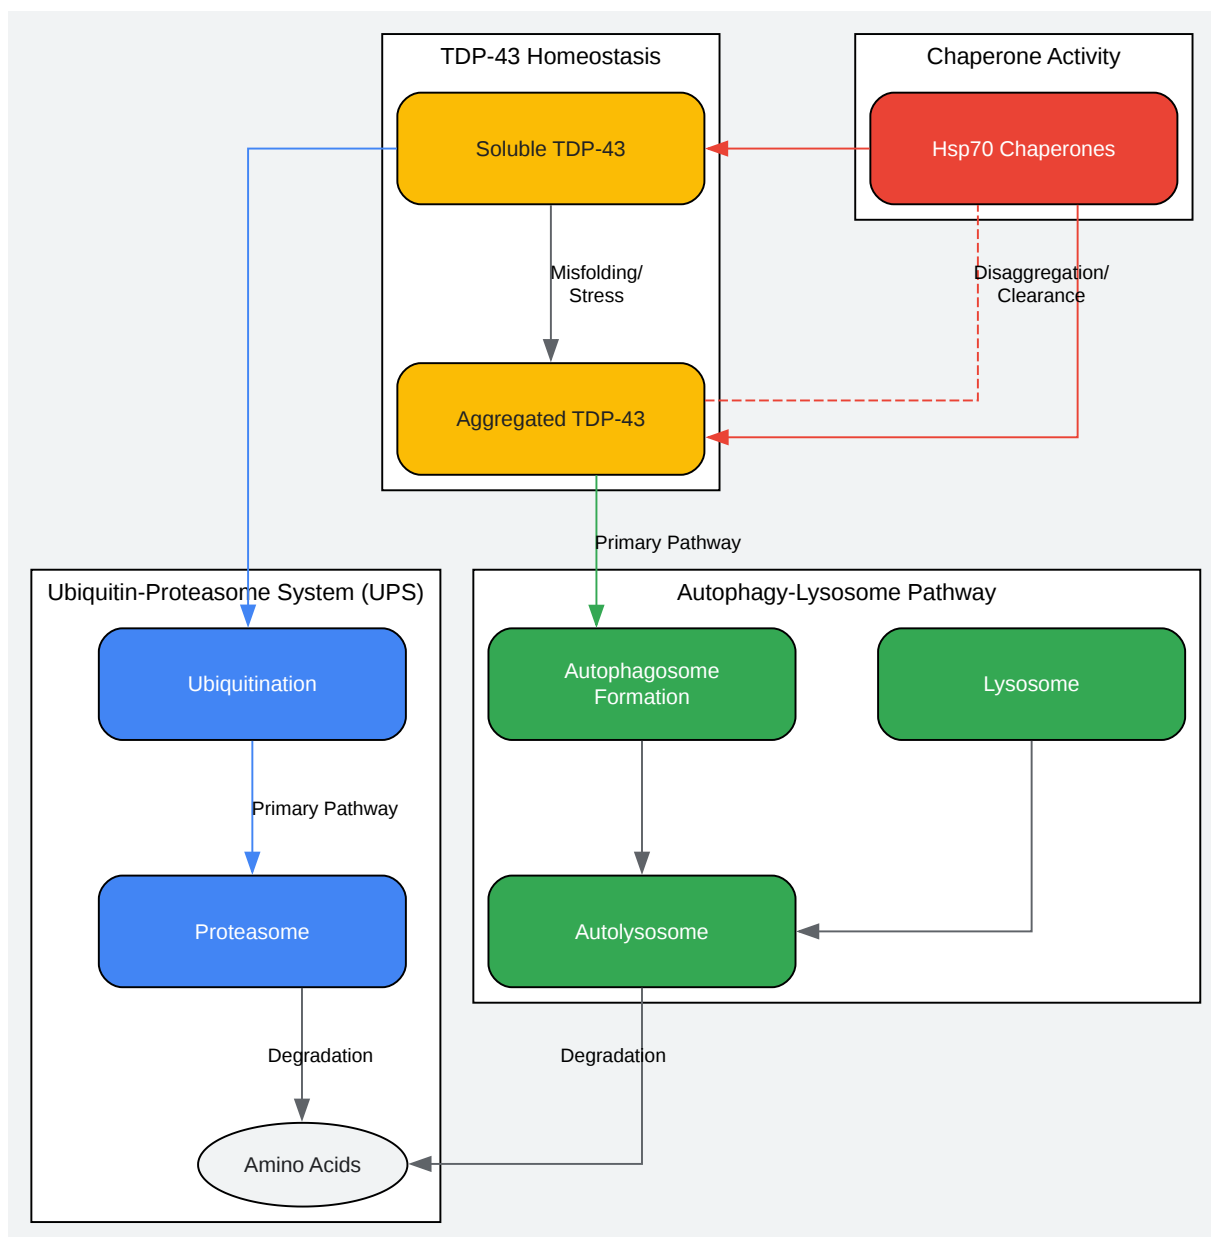 TDP-43 Homeostasis
Chaperone Activity
Soluble TDP-43
Hsp70 Chaperones
Misfolding/
Stress
Disaggregation/
Clearance
Aggregated TDP-43
Primary Pathway
Ubiquitin-Proteasome System (UPS)
Autophagy-Lysosome Pathway
Ubiquitination
Autophagosome
Formation
Lysosome
Primary Pathway
Proteasome
Autolysosome
Degradation
Degradation
Amino Acids